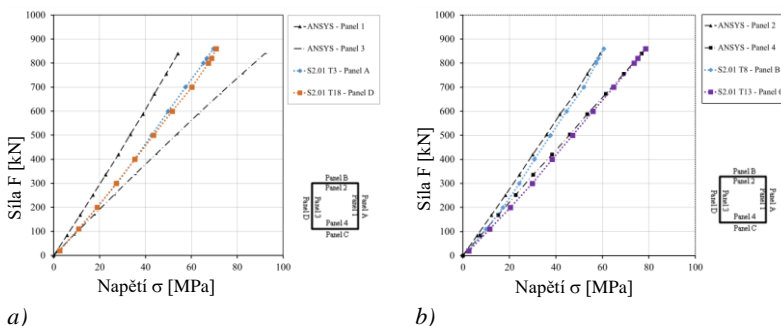 1000
900
800
700
600
500
400
300
200
100
0
Síla F [kN]
0 20 40 60 80 100
Napětí σ [MPa]
ANSYS - Panel 1
ANSYS - Panel 3
S2.01 T3 - Panel A
S2.01 T18 - Panel D
Panel B
Panel 2
Panel D
Panel 3
Panel 1
Panel A
Panel 4
Panel C
a)
1000
900
800
700
600
500
400
300
200
100
0
Síla F [kN]
0 20 40 60 80 100
Napětí σ [MPa]
ANSYS - Panel 2
ANSYS - Panel 4
S2.01 T8 - Panel B
S2.01 T13 - Panel C
Panel B
Panel 2
Panel D
Panel 3
Panel 1
Panel A
Panel 4
Panel C
b)